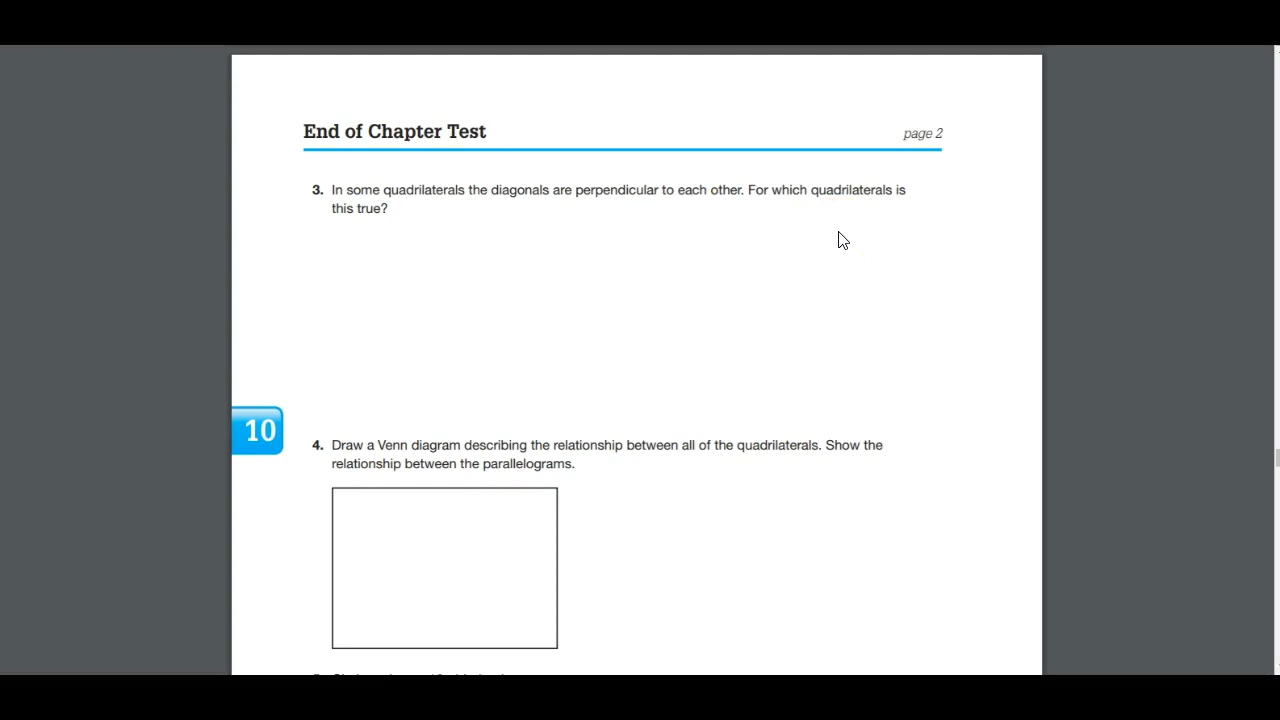 End of Chapter Test
page 2
3. In some quadrilaterals the diagonals are perpendicular to each other. For which quadrilaterals is
this true?
10
4. Draw a Venn diagram describing the relationship between all of the quadrilaterals. Show the
relationship between the parallelograms.